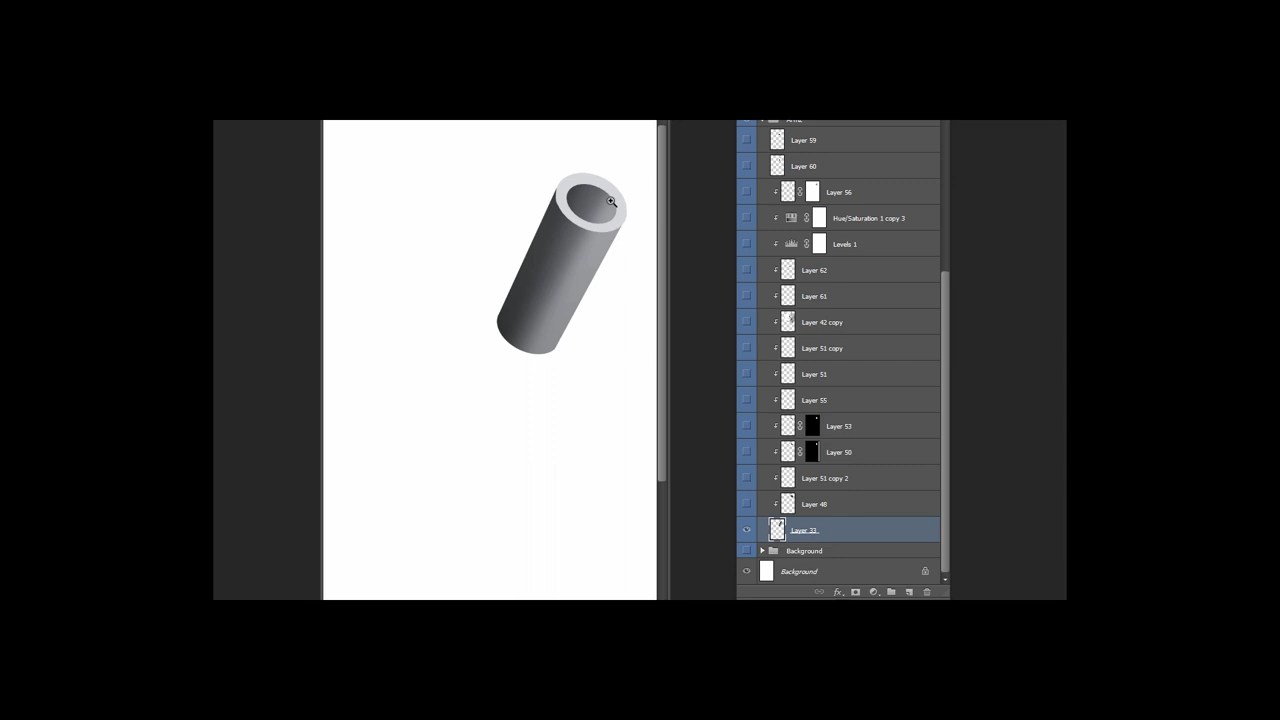 Layer 59
Layer 60
Layer 56
Hue/Saturation 1 copy 3
Levels 1
Layer 62
Layer 61
Layer 42 copy
Layer 51 copy
Layer 51
Layer 55
Layer 53
Layer 50
Layer 51 copy 2
Layer 48
Layer 33
Background
Background
fx